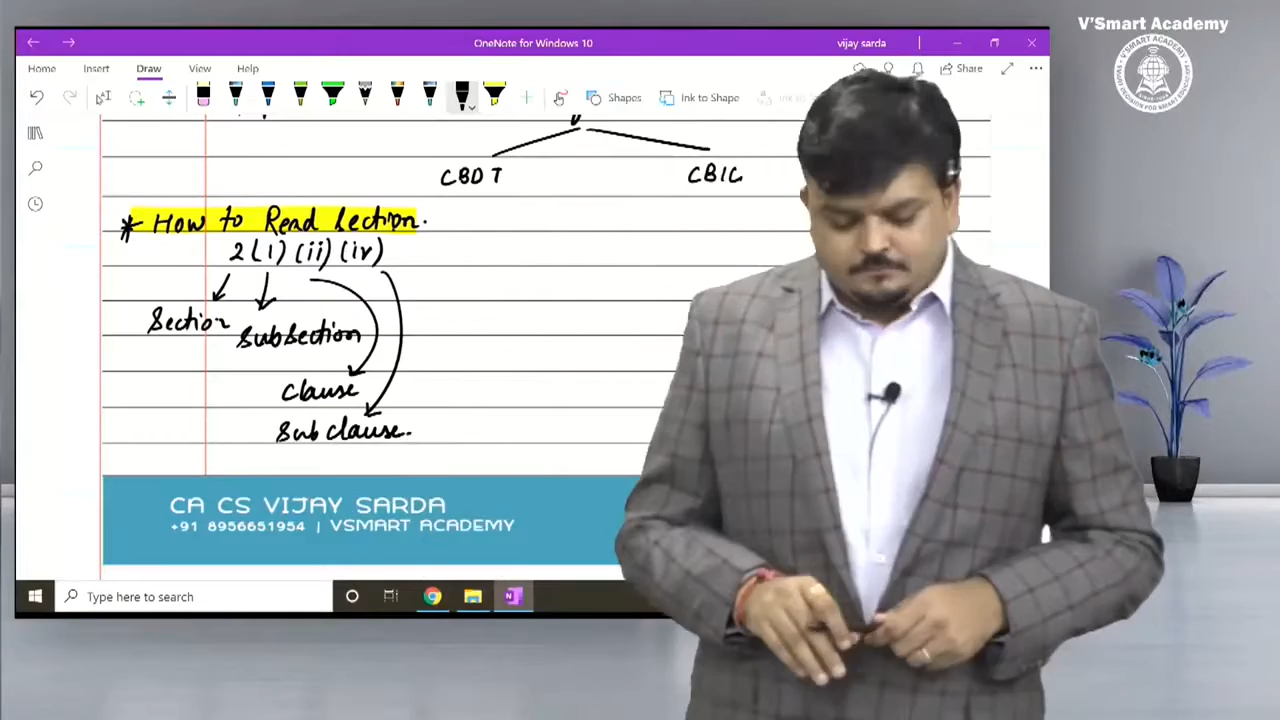 V'Smart Academy
OneNote for Windows 10
vijay sarda
Home Insert Draw View Help
Share
Shapes
Ink to Shape
CBDT CBIC
* How to Read Section.
2(1)(ii)(iv)
Section
Subsection
Clause
Subclause.
CA CS VIJAY SARDA
+91 8956651954 | VSMART ACADEMY
Type here to search